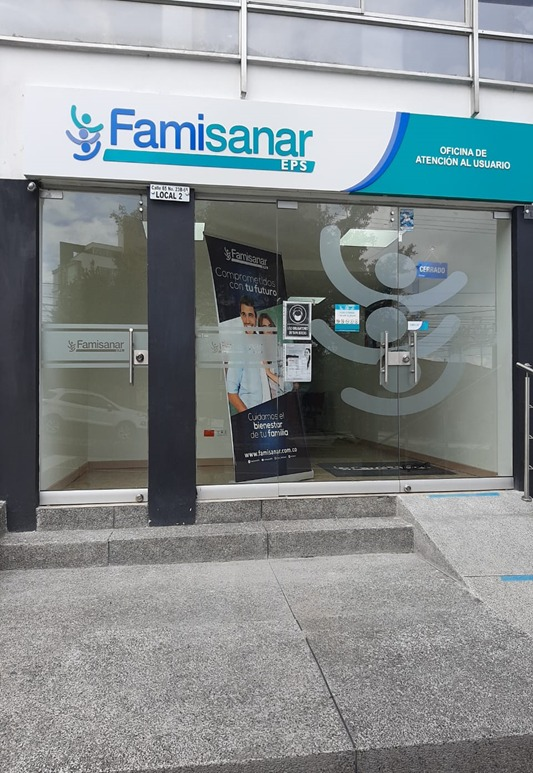 Famisanar
EPS
OFICINA DE
ATENCIÓN AL USUARIO
LOCAL 2
Famisanar
Comprometidos
con tu futuro
CERRADO
Famisanar
Cuidamos el
bienestar
de tu familia
www.famisanar.com.co